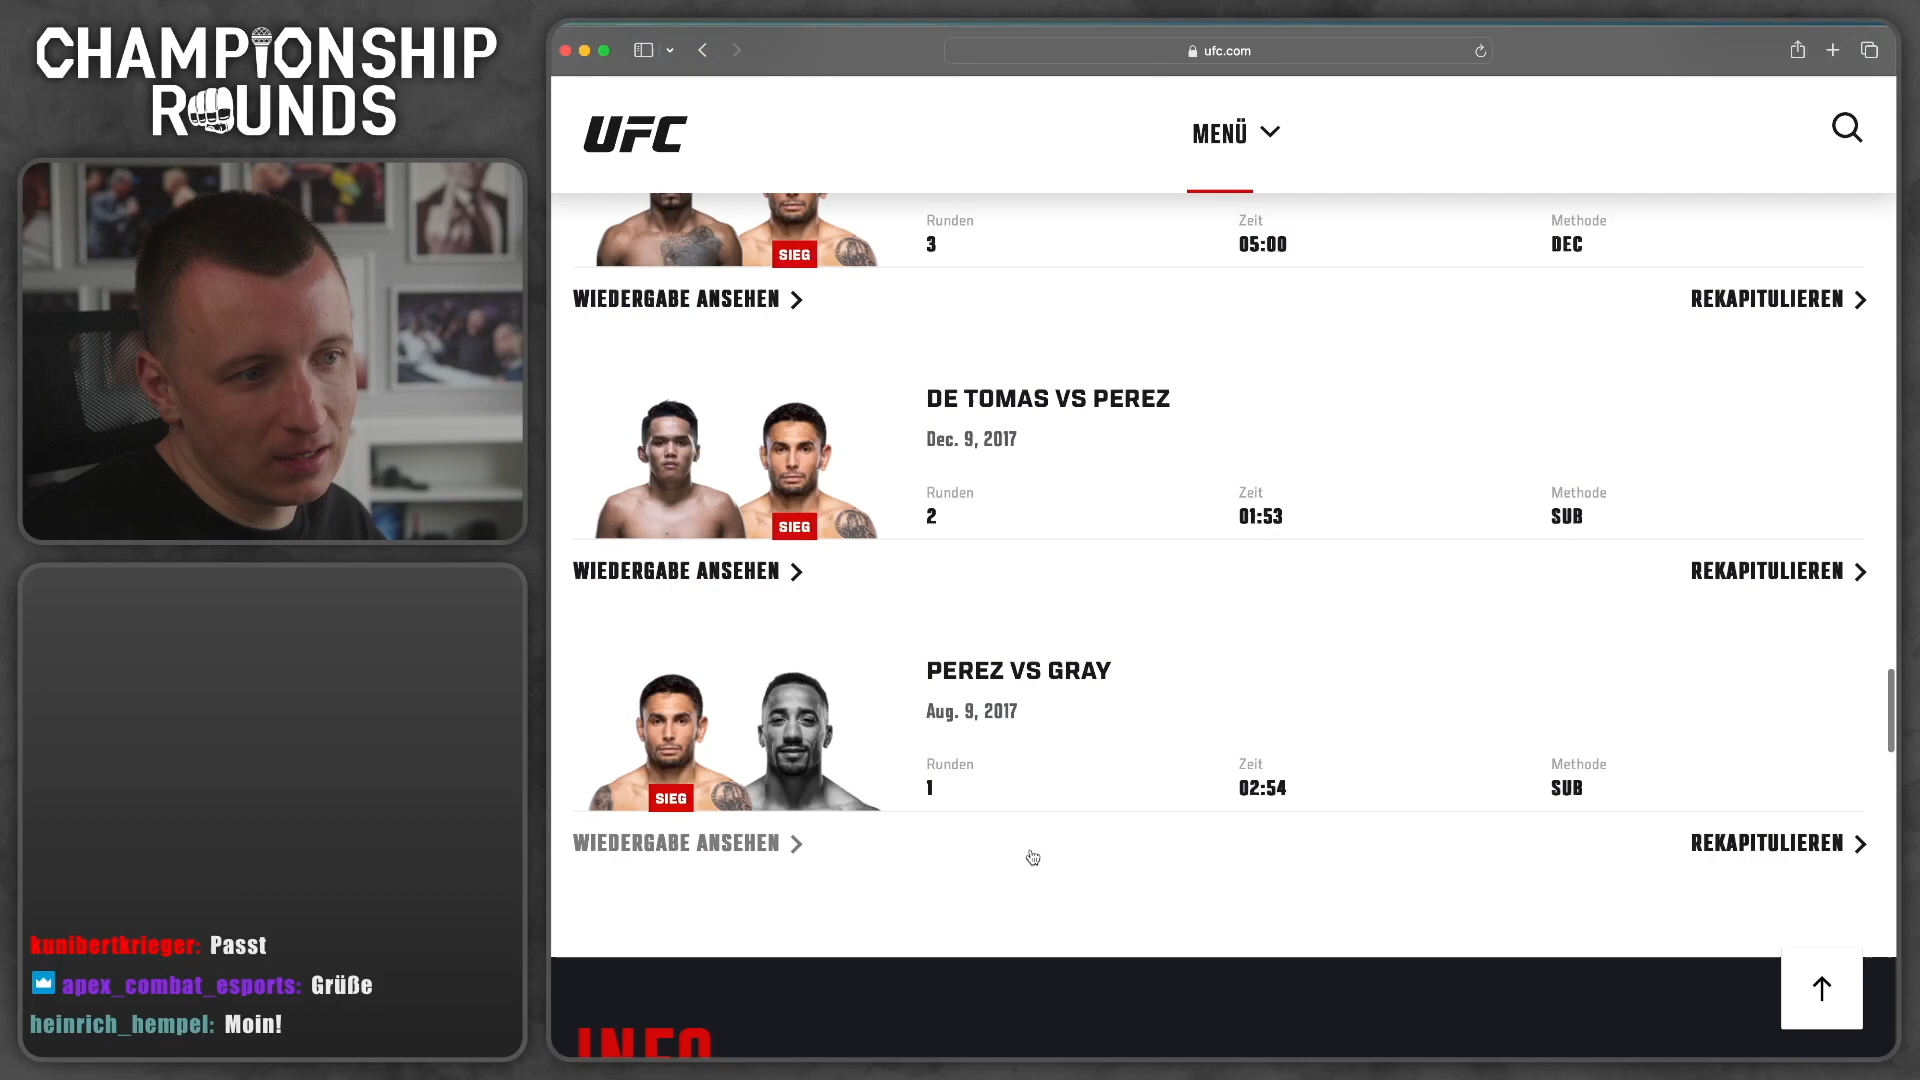 CHAMPIONSHIP
ROUNDS
ufc.com
UFC
MENÜ
Runden
Zeit
Methode
3
05:00
DEC
SIEG
WIEDERGABE ANSEHEN
REKAPITULIEREN
DE TOMAS VS PEREZ
Dec. 9, 2017
Runden
Zeit
Methode
2
01:53
SUB
SIEG
WIEDERGABE ANSEHEN
REKAPITULIEREN
PEREZ VS GRAY
Aug. 9, 2017
Runden
Zeit
Methode
1
02:54
SUB
SIEG
WIEDERGABE ANSEHEN
REKAPITULIEREN
INFO
kunibertkrieger: Passt
apex_combat_esports: Grüße
heinrich_hempel: Moin!